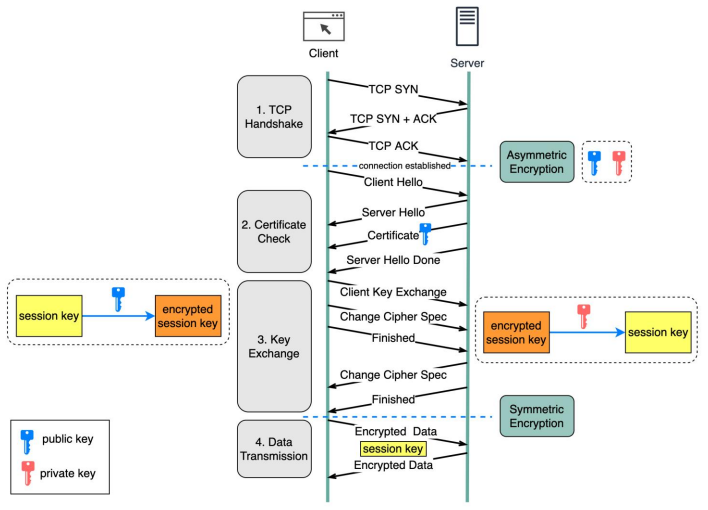 Client
Server
1. TCP
Handshake
TCP SYN
TCP SYN + ACK
TCP ACK
connection established
Asymmetric
Encryption
Client Hello
2. Certificate
Check
Server Hello
Certificate
Server Hello Done
3. Key
Exchange
Client Key Exchange
Change Cipher Spec
Finished
Change Cipher Spec
Finished
session key
encrypted
session key
encrypted
session key
session key
Symmetric
Encryption
4. Data
Transmission
Encrypted Data
session key
Encrypted Data
public key
private key